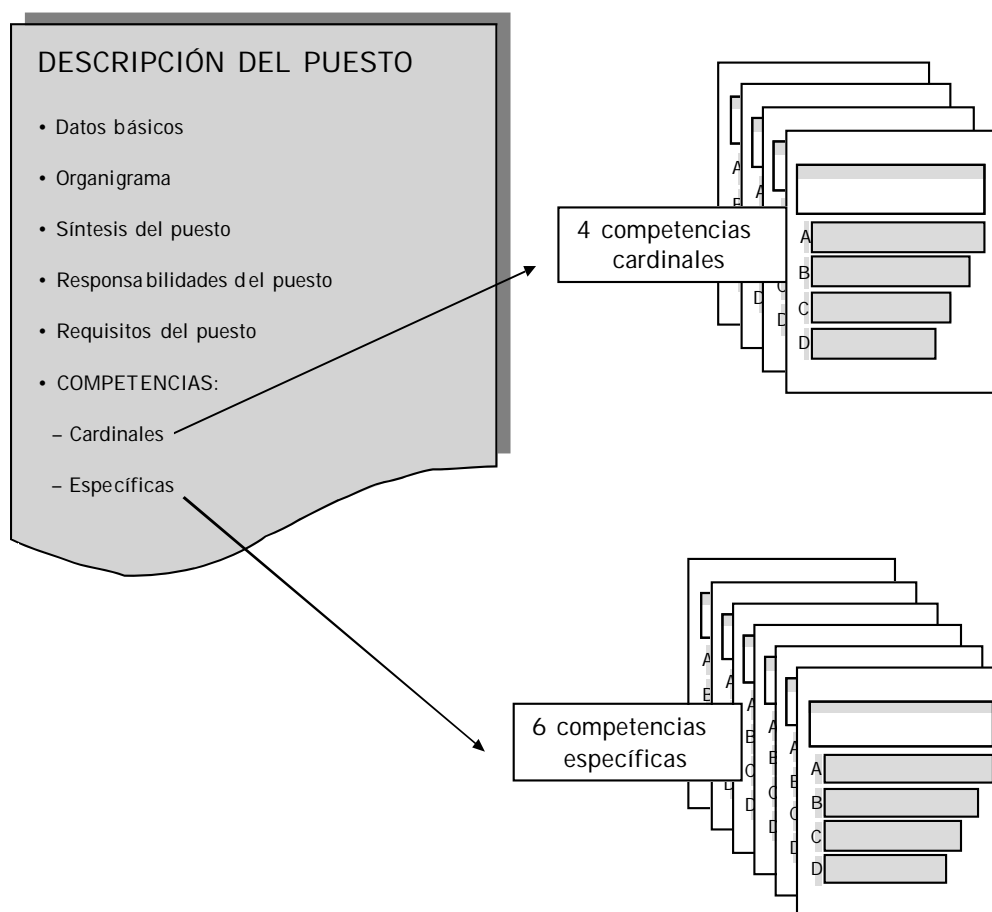 DESCRIPCIÓN DEL PUESTO
• Datos básicos
• Organigrama
• Síntesis del puesto
• Responsabilidades del puesto
• Requisitos del puesto
• COMPETENCIAS:
– Cardinales
– Específicas
4 competencias
cardinales
A
B
C
D
6 competencias
específicas
A
B
C
D